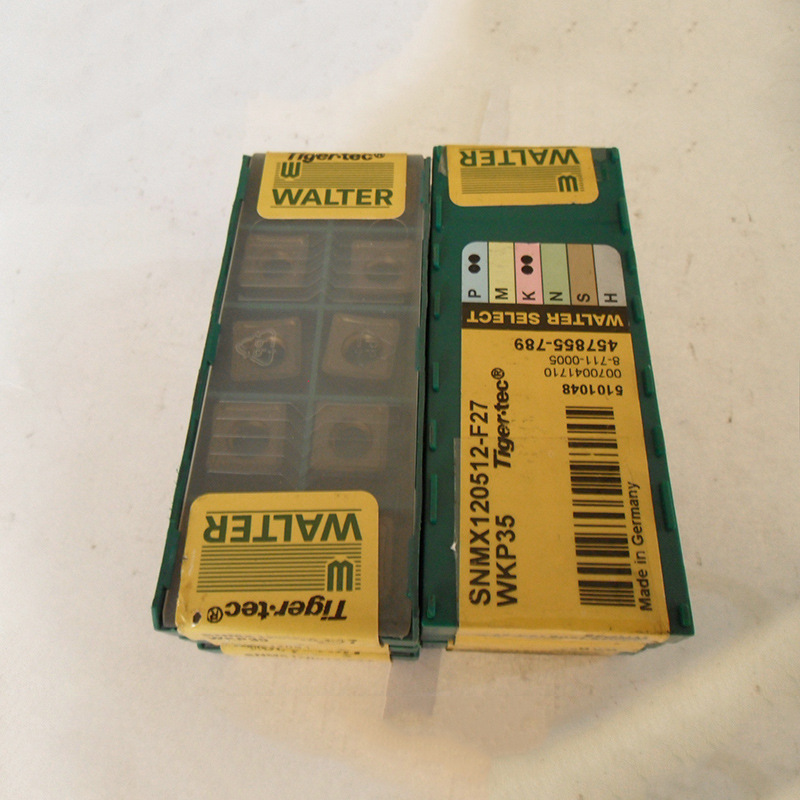 Tiger·tec®
WALTER
WALTER
Tiger·tec®
WALTER
P
M
K
N
S
H
WALTER SELECT
457855-789
8-711-0005
0070041710
5101048
SNMX120512-F27
WKP35
Tiger·tec®
Made in Germany